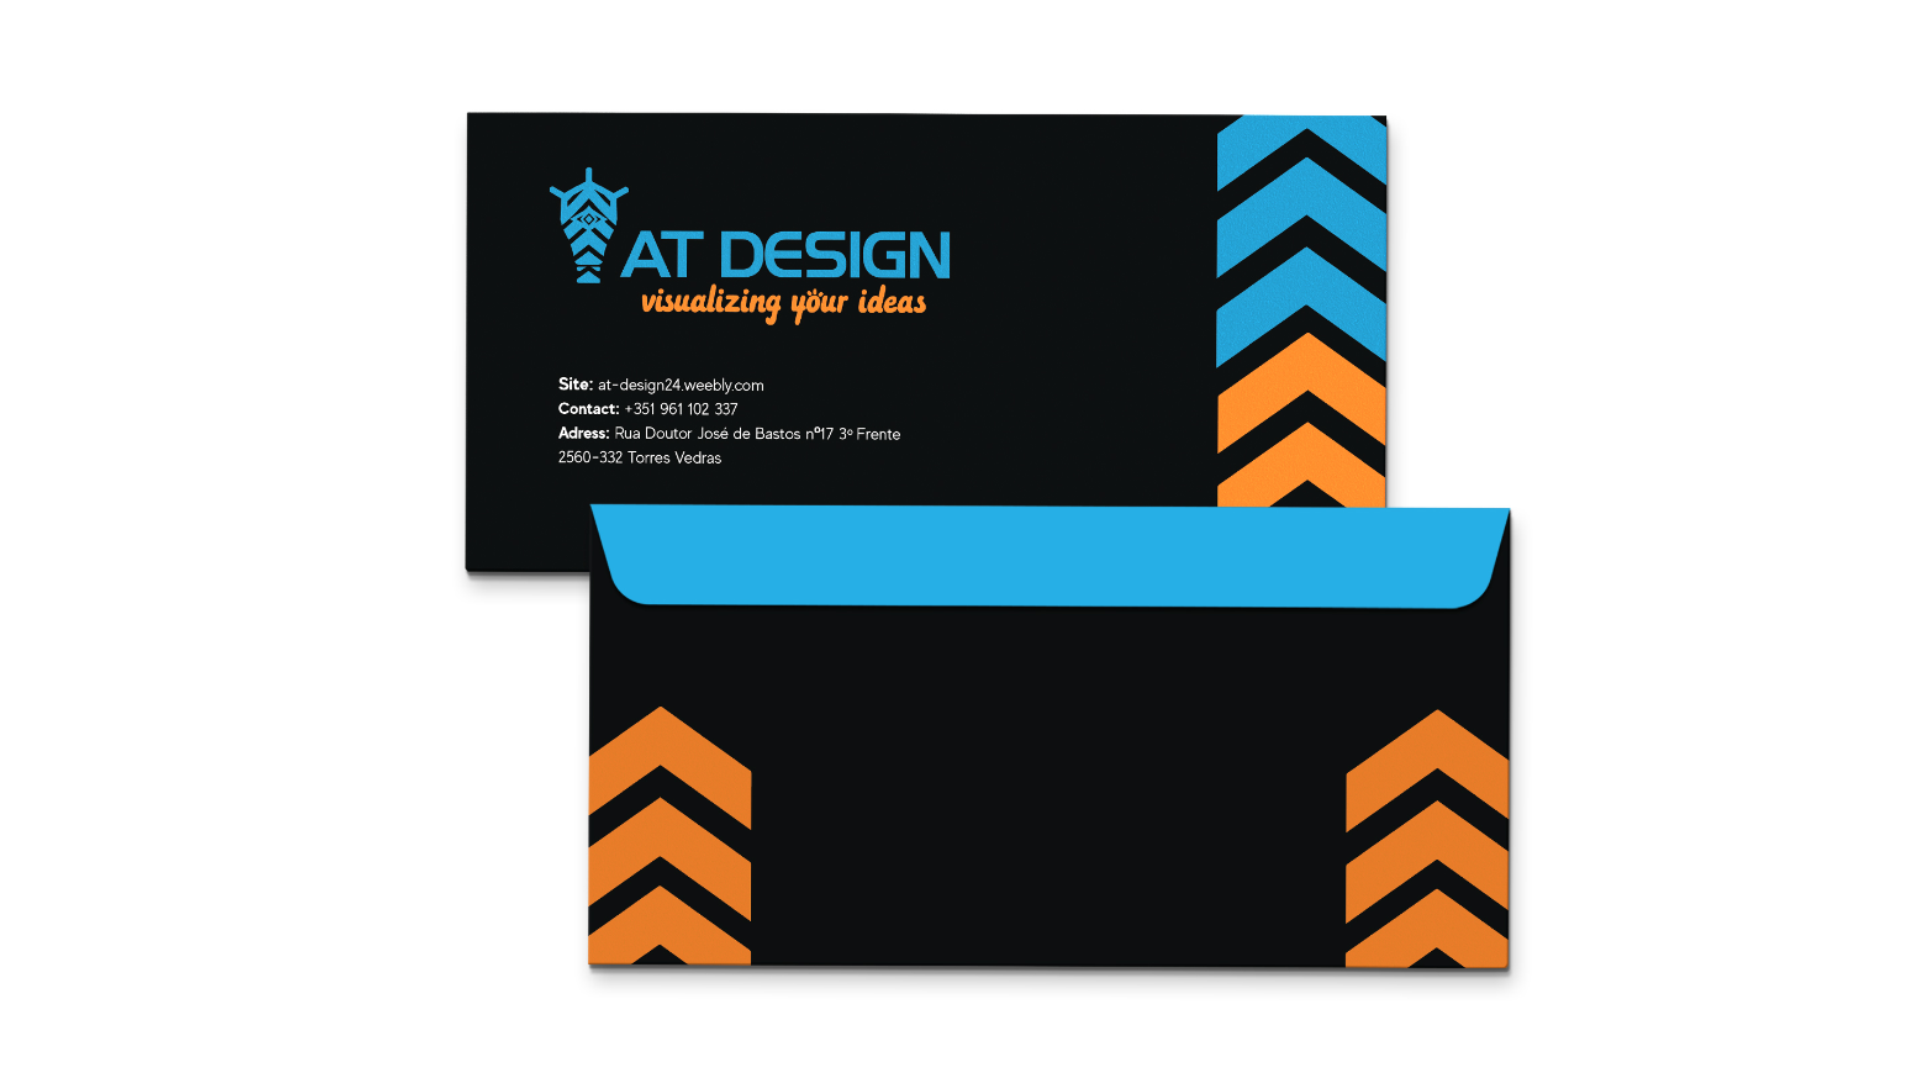 AT DESIGN
visualizing your ideas
Site: at-design24.weebly.com
Contact: +351 961 102 337
Adress: Rua Doutor José de Bastos nº17 3º Frente
2560-332 Torres Vedras